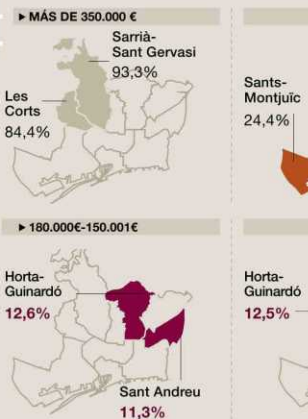 ▶ MÁS DE 350.000 €
Sarrià-
Sant Gervasi
93,3%
Les
Corts
84,4%
Sants-
Montjuïc
24,4%
▶ 180.000€-150.001€
Horta-
Guinardó
12,6%
Sant Andreu
11,3%
Horta-
Guinardó
12,5%